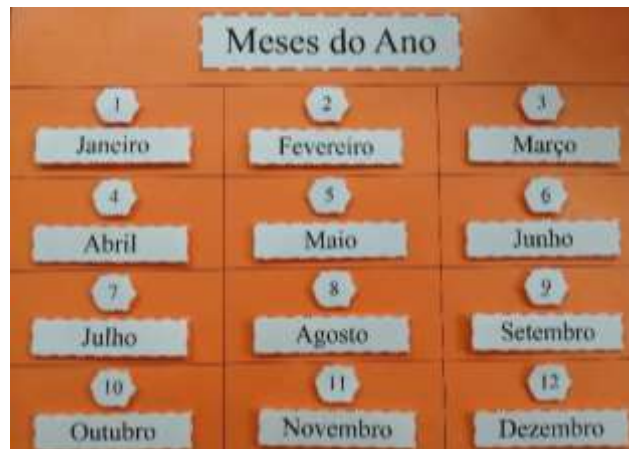 Meses do Ano
1 2 3
Janeiro Fevereiro Março
4 5 6
Abril Maio Junho
7 8 9
Julho Agosto Setembro
10 11 12
Outubro Novembro Dezembro